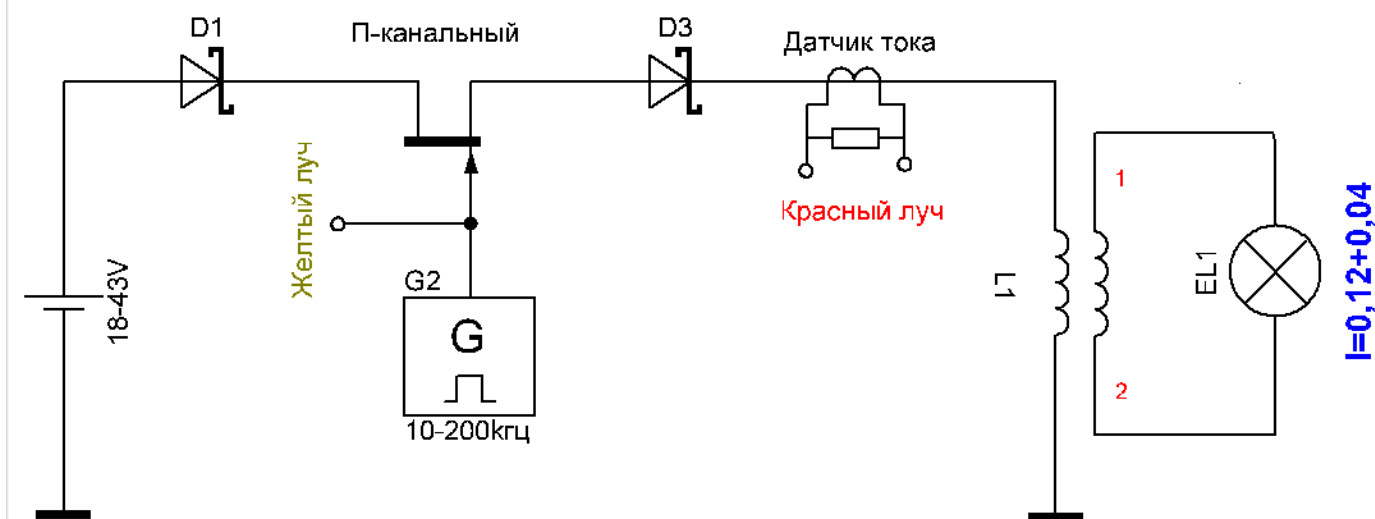 D1
П-канальный
D3
Датчик тока
Желтый луч
Красный луч
18-43V
G2
G
10-200kгц
L1
1
2
EL1
I=0,12+0,04